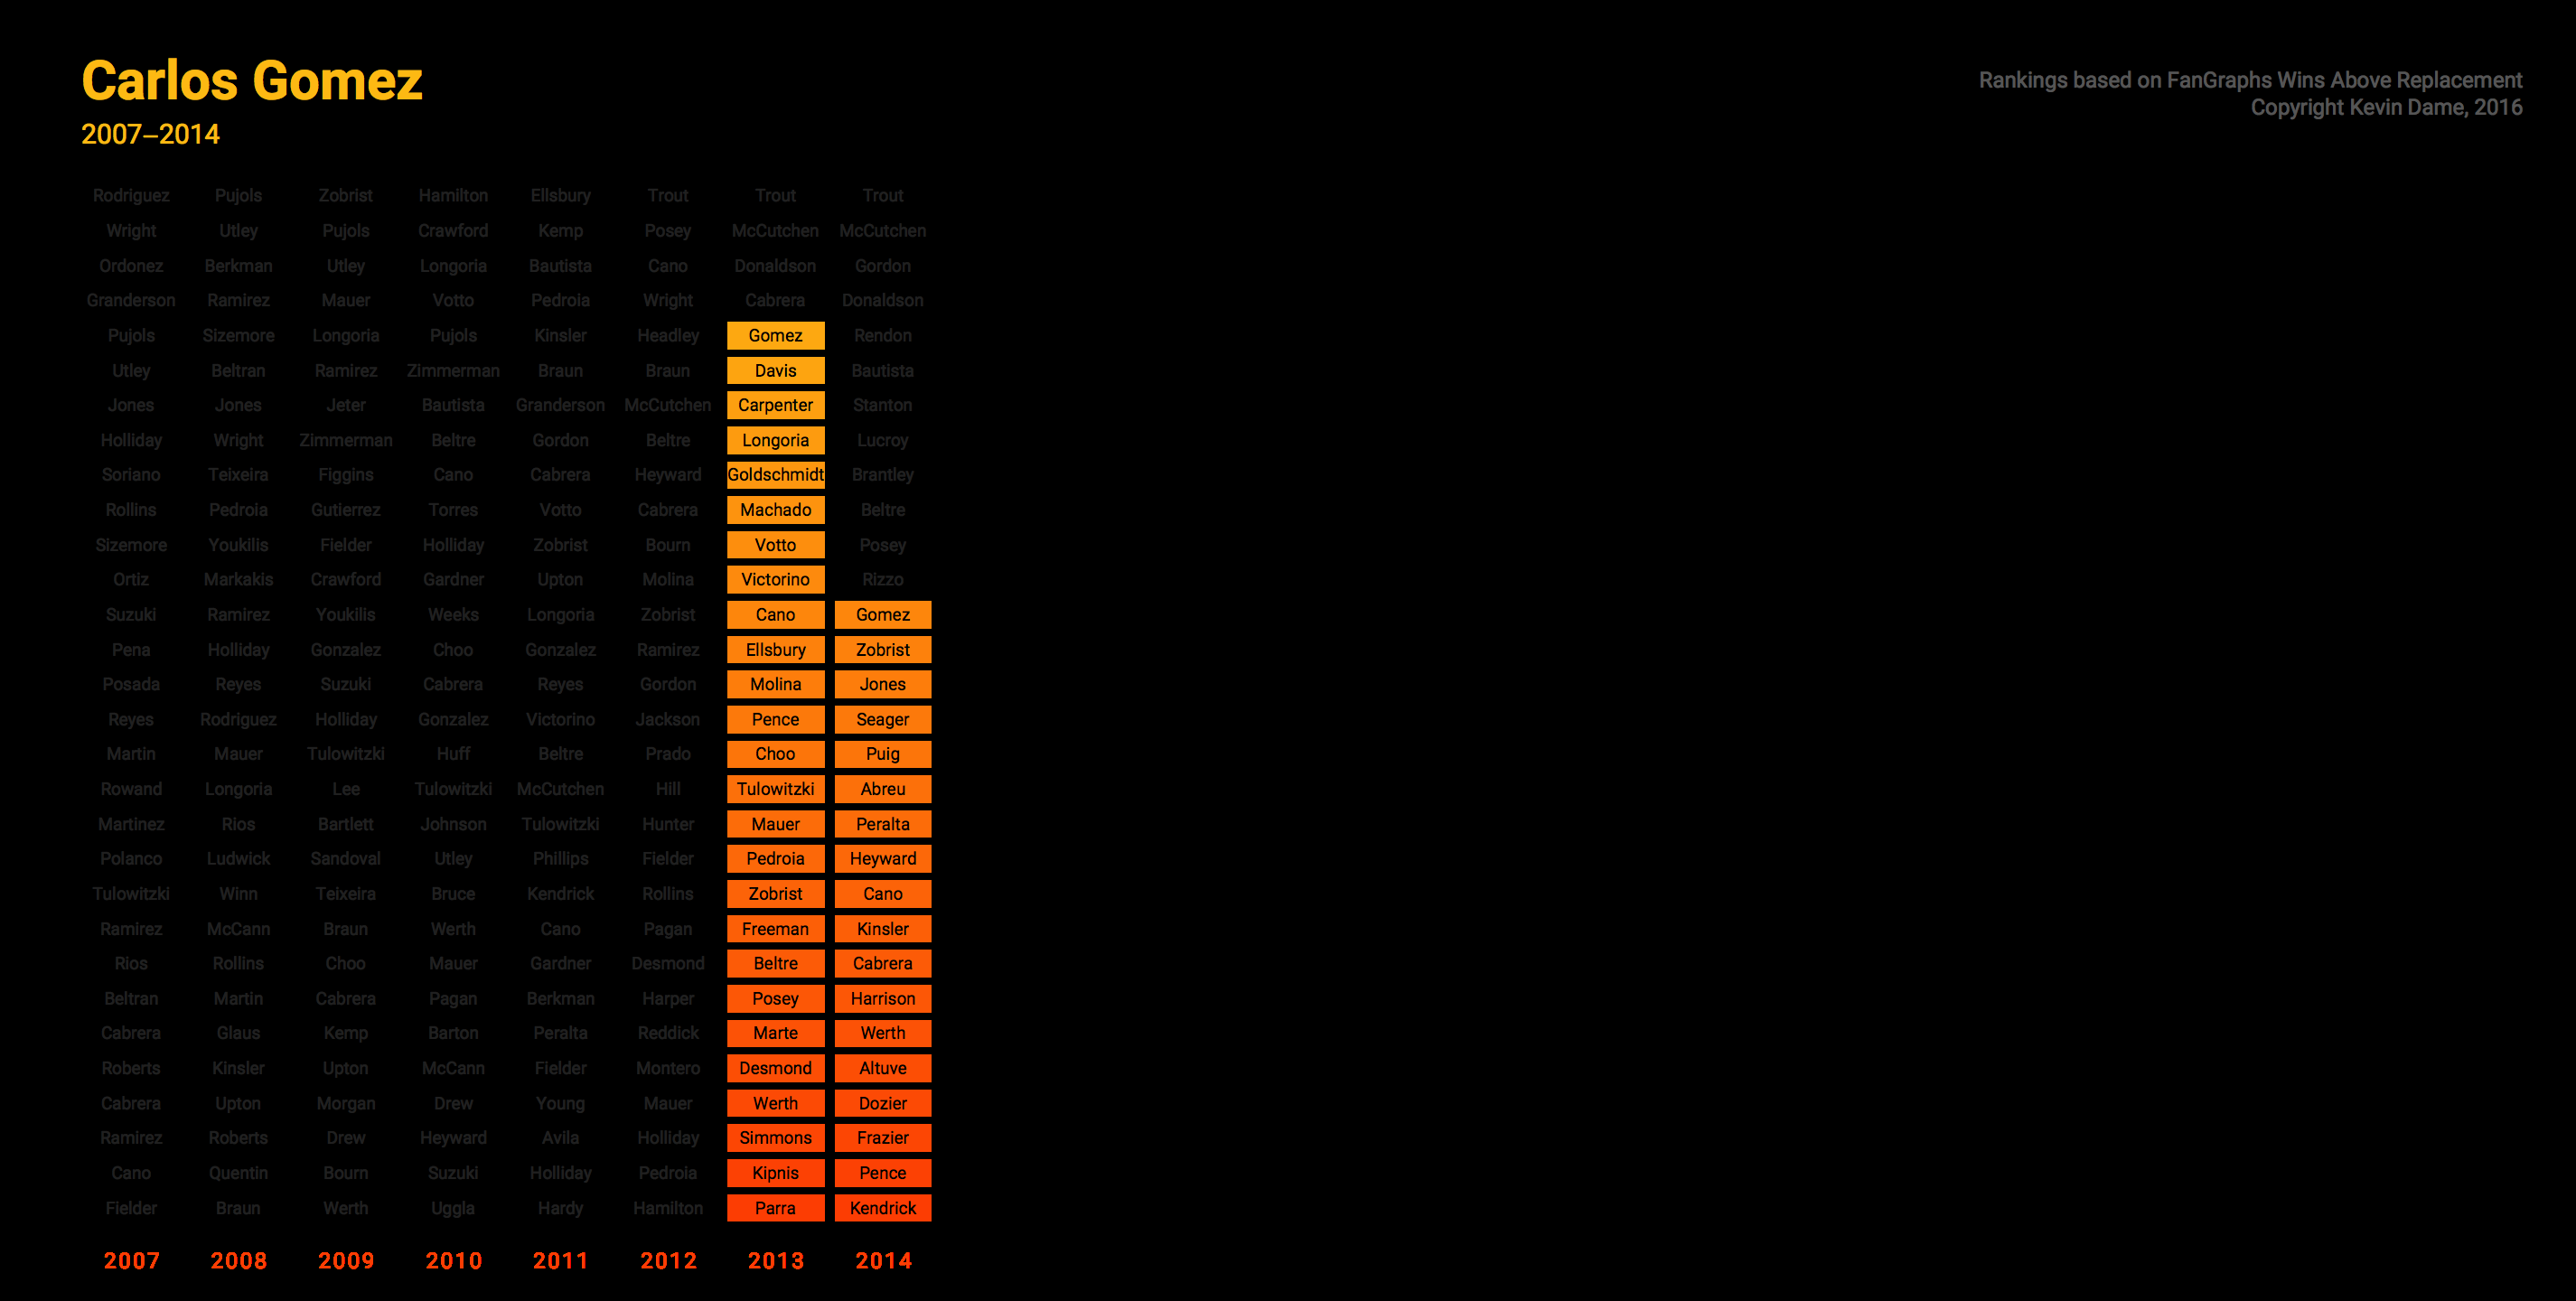 Carlos Gomez
2007–2014
Rankings based on FanGraphs Wins Above Replacement
Copyright Kevin Dame, 2016
Rodriguez Pujols Zobrist Hamilton Ellsbury Trout Trout Trout
Wright Utley Pujols Crawford Kemp Posey McCutchen McCutchen
Ordonez Berkman Utley Longoria Bautista Cano Donaldson Gordon
Granderson Ramirez Mauer Votto Pedroia Wright Cabrera Donaldson
Pujols Sizemore Longoria Pujols Kinsler Headley Gomez Rendon
Utley Beltran Ramirez Zimmerman Braun Braun Davis Bautista
Jones Jones Jeter Bautista Granderson McCutchen Carpenter Stanton
Holliday Wright Zimmerman Beltre Gordon Beltre Longoria Lucroy
Soriano Teixeira Figgins Cano Cabrera Heyward Goldschmidt Brantley
Rollins Pedroia Gutierrez Torres Votto Cabrera Machado Beltre
Sizemore Youkilis Fielder Holliday Zobrist Bourn Votto Posey
Ortiz Markakis Crawford Gardner Upton Molina Victorino Rizzo
Suzuki Ramirez Youkilis Weeks Longoria Zobrist Cano Gomez
Pena Holliday Gonzalez Choo Gonzalez Ramirez Ellsbury Zobrist
Posada Reyes Suzuki Cabrera Reyes Gordon Molina Jones
Reyes Rodriguez Holliday Gonzalez Victorino Jackson Pence Seager
Martin Mauer Tulowitzki Huff Beltre Prado Choo Puig
Rowand Longoria Lee Tulowitzki McCutchen Hill Tulowitzki Abreu
Martinez Rios Bartlett Johnson Tulowitzki Hunter Mauer Peralta
Polanco Ludwick Sandoval Utley Phillips Fielder Pedroia Heyward
Tulowitzki Winn Teixeira Bruce Kendrick Rollins Zobrist Cano
Ramirez McCann Braun Werth Cano Pagan Freeman Kinsler
Rios Rollins Choo Mauer Gardner Desmond Beltre Cabrera
Beltran Martin Cabrera Pagan Berkman Harper Posey Harrison
Cabrera Glaus Kemp Barton Peralta Reddick Marte Werth
Roberts Kinsler Upton McCann Fielder Montero Desmond Altuve
Cabrera Upton Morgan Drew Young Mauer Werth Dozier
Ramirez Roberts Drew Heyward Avila Holliday Simmons Frazier
Cano Quentin Bourn Suzuki Holliday Pedroia Kipnis Pence
Fielder Braun Werth Uggla Hardy Hamilton Parra Kendrick
2007 2008 2009 2010 2011 2012 2013 2014